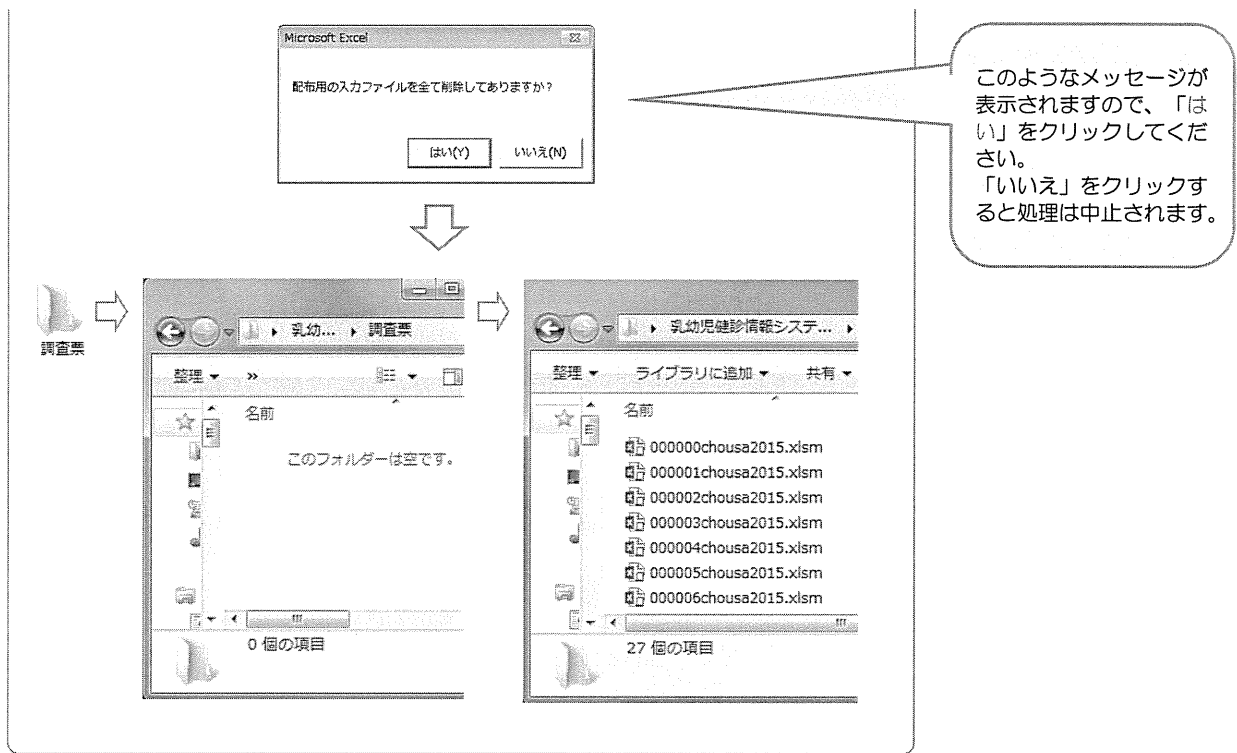 Microsoft Excel
配布用の入力ファイルを全て削除してありますか?
はい(Y)
いいえ(N)
このようなメッセージが
表示されますので、「は
い」をクリックしてくだ
さい。
「いいえ」をクリックす
ると処理は中止されます。
調査票
乳幼... ▸ 調査票
整理 »
名前
このフォルダーは空です。
0 個の項目
乳幼児健診情報システ... ▸
整理 ライブラリに追加 共有
名前
000000chousa2015.xlsm
000001chousa2015.xlsm
000002chousa2015.xlsm
000003chousa2015.xlsm
000004chousa2015.xlsm
000005chousa2015.xlsm
000006chousa2015.xlsm
27 個の項目